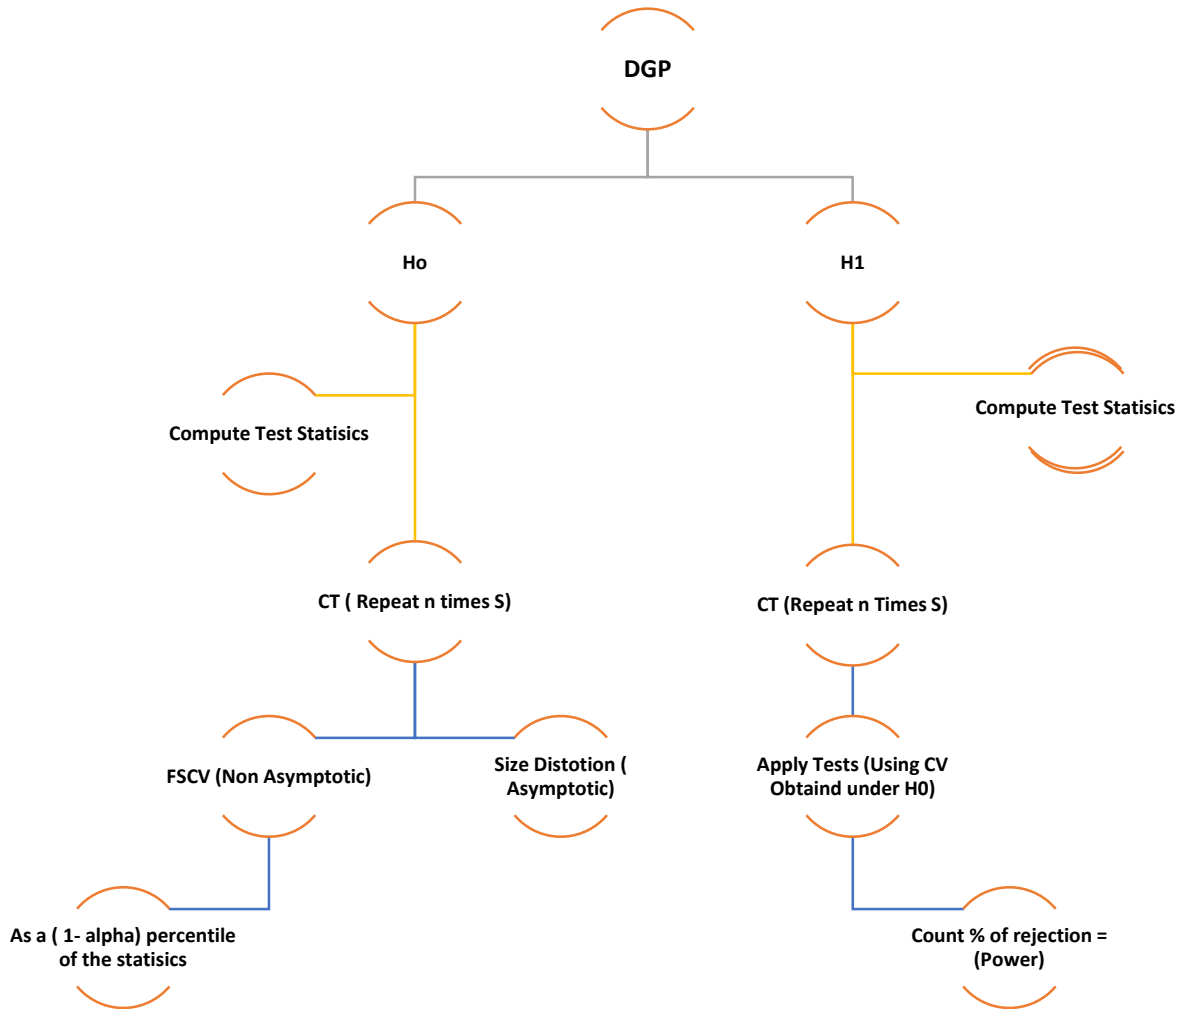 DGP
Ho
H1
Compute Test Statisics
Compute Test Statisics
CT ( Repeat n times S)
CT (Repeat n Times S)
FSCV (Non Asymptotic)
Size Distotion (
Asymptotic)
Apply Tests (Using CV
Obtaind under H0)
As a ( 1- alpha) percentile
of the statisics
Count % of rejection =
(Power)